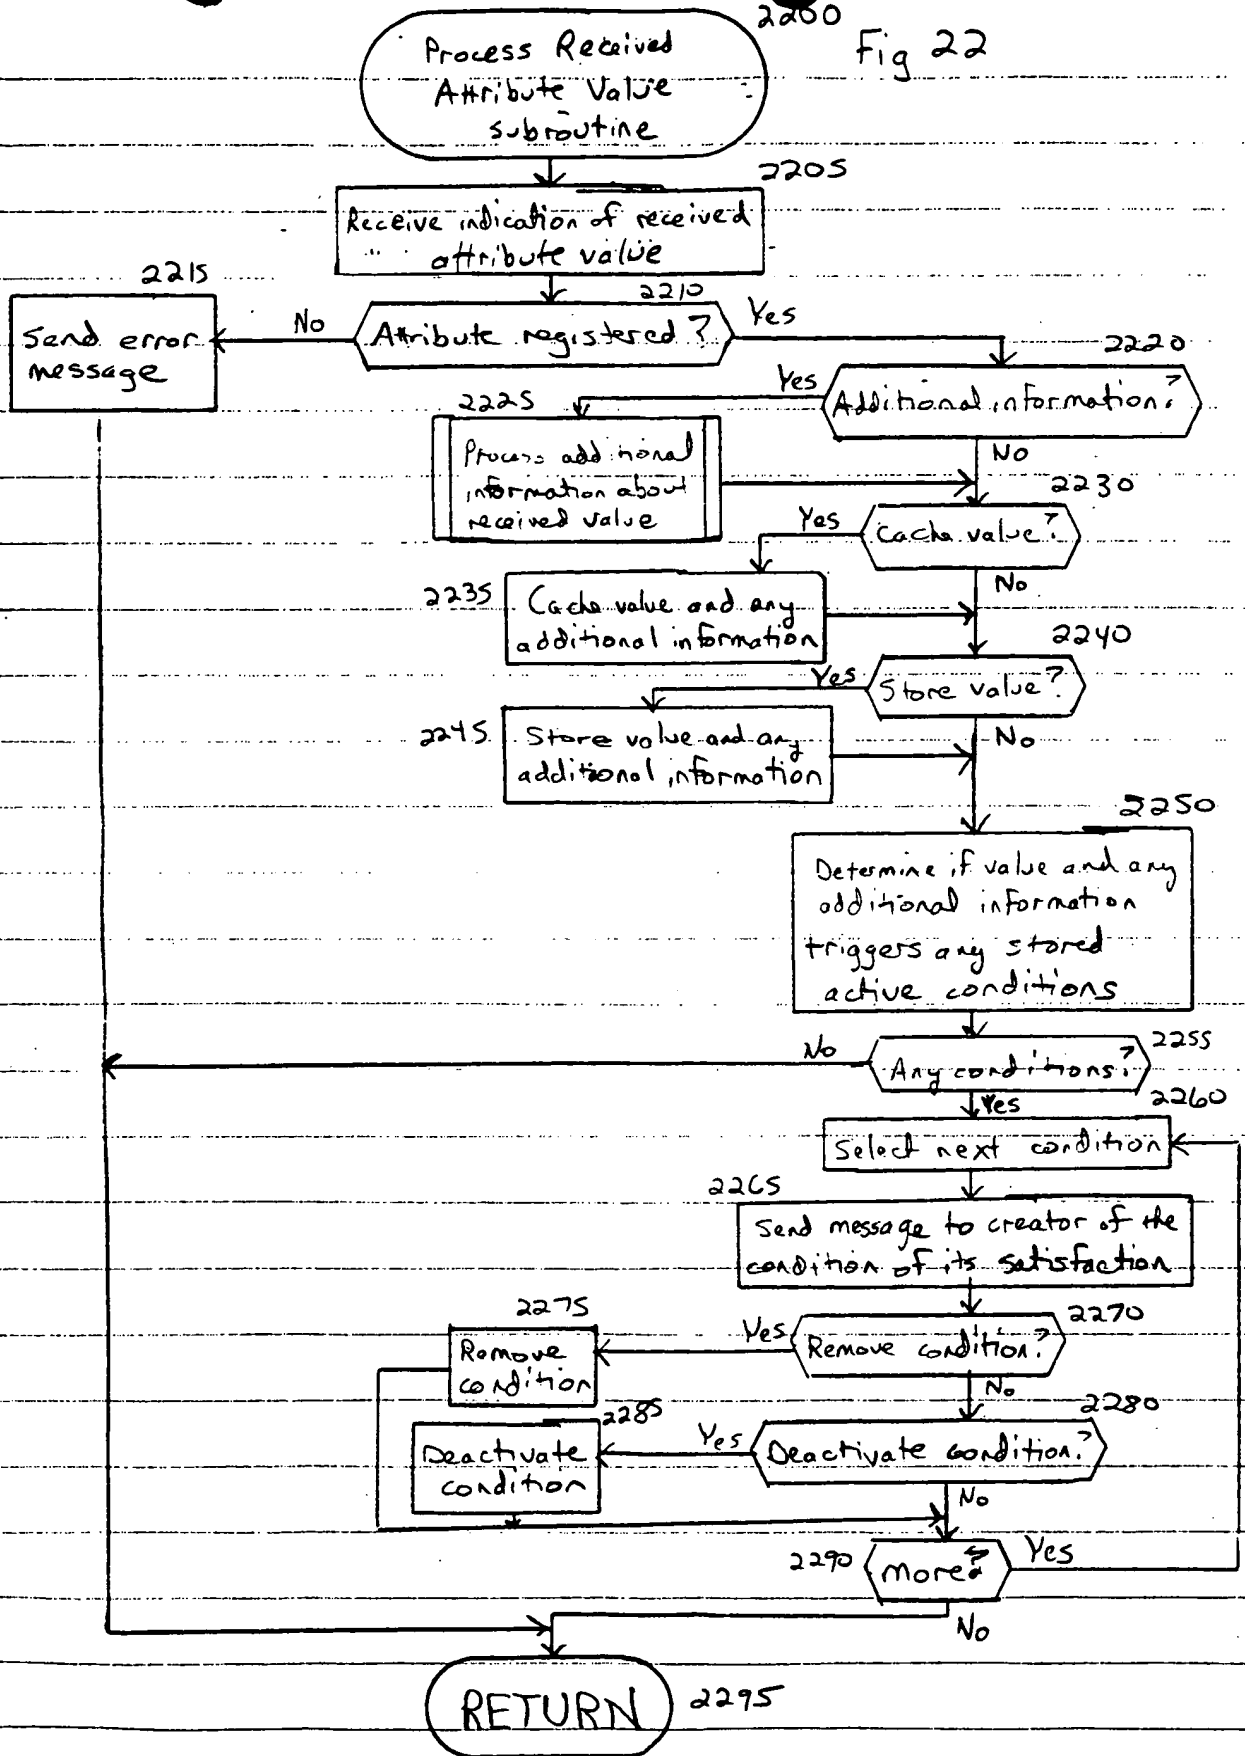 2200
Fig 22
Process Received
Attribute Value
subroutine
2205
Receive indication of received
attribute value
2210
Attribute registered?
No
Yes
2215
Send error
message
2220
Additional information?
Yes
No
2225
Process additional
information about
received value
2230
Cache value?
Yes
No
2235
Cache value and any
additional information
2240
Store value?
Yes
No
2245
Store value and any
additional information
2250
Determine if value and any
additional information
triggers any stored
active conditions
2255
Any conditions?
No
Yes
2260
Select next condition
2265
Send message to creator of the
condition of its satisfaction
2270
Remove condition?
Yes
No
2275
Remove
condition
2280
Deactivate condition?
Yes
No
2285
Deactivate
condition
2290
More?
Yes
No
RETURN
2295